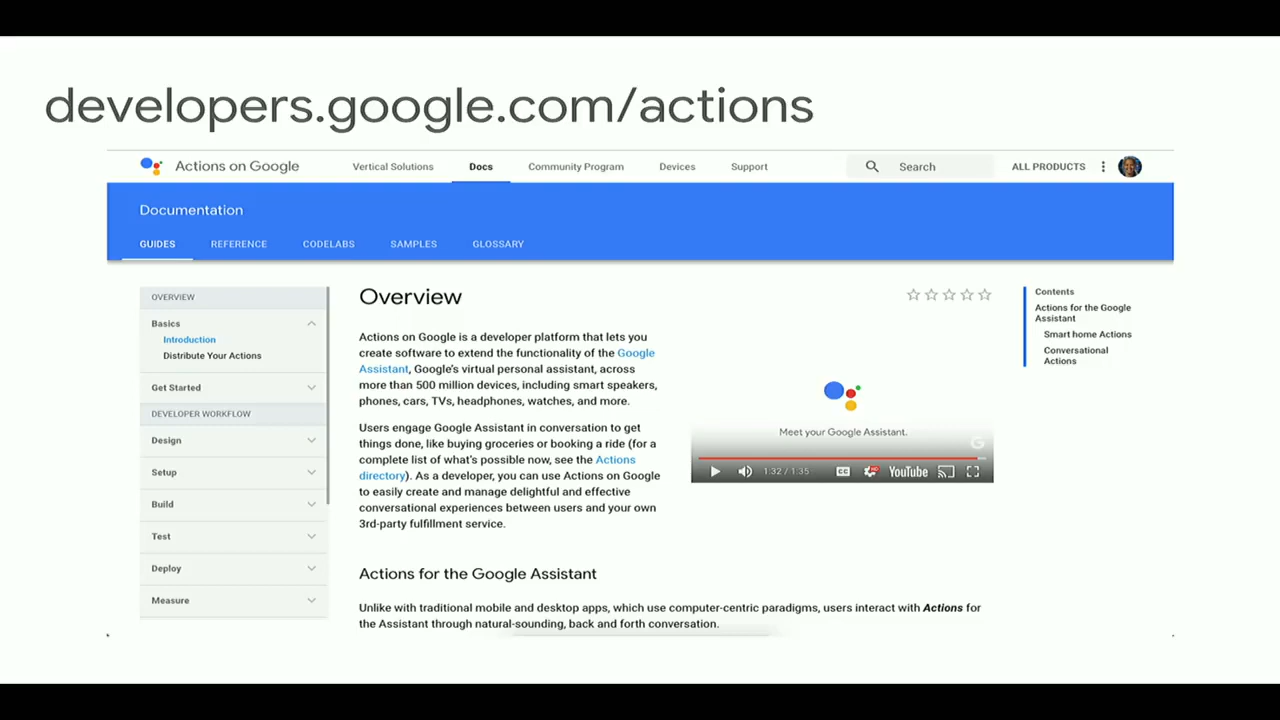 developers.google.com/actions
Actions on Google
Vertical Solutions
Docs
Community Program
Devices
Support
Search
ALL PRODUCTS
Documentation
GUIDES
REFERENCE
CODELABS
SAMPLES
GLOSSARY
OVERVIEW
Basics
Introduction
Distribute Your Actions
Get Started
DEVELOPER WORKFLOW
Design
Setup
Build
Test
Deploy
Measure
Overview
Actions on Google is a developer platform that lets you
create software to extend the functionality of the Google
Assistant, Google's virtual personal assistant, across
more than 500 million devices, including smart speakers,
phones, cars, TVs, headphones, watches, and more.
Users engage Google Assistant in conversation to get
things done, like buying groceries or booking a ride (for a
complete list of what's possible now, see the Actions
directory). As a developer, you can use Actions on Google
to easily create and manage delightful and effective
conversational experiences between users and your own
3rd-party fulfillment service.
Meet your Google Assistant.
1:32 / 1:35
CC
YouTube
Actions for the Google Assistant
Unlike with traditional mobile and desktop apps, which use computer-centric paradigms, users interact with Actions for
the Assistant through natural-sounding, back and forth conversation.
Contents
Actions for the Google
Assistant
Smart home Actions
Conversational
Actions